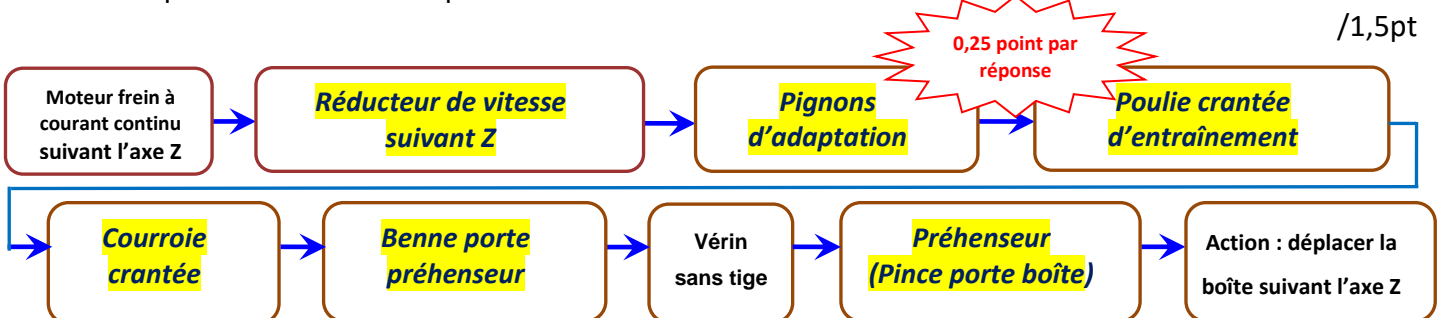 /1,5pt
0,25 point par
réponse
Moteur frein à
courant continu
suivant l'axe Z
Réducteur de vitesse
suivant Z
Pignons
d'adaptation
Poulie crantée
d'entraînement
Courroie
crantée
Benne porte
préhenseur
Vérin
sans tige
Préhenseur
(Pince porte boîte)
Action : déplacer la
boîte suivant l'axe Z